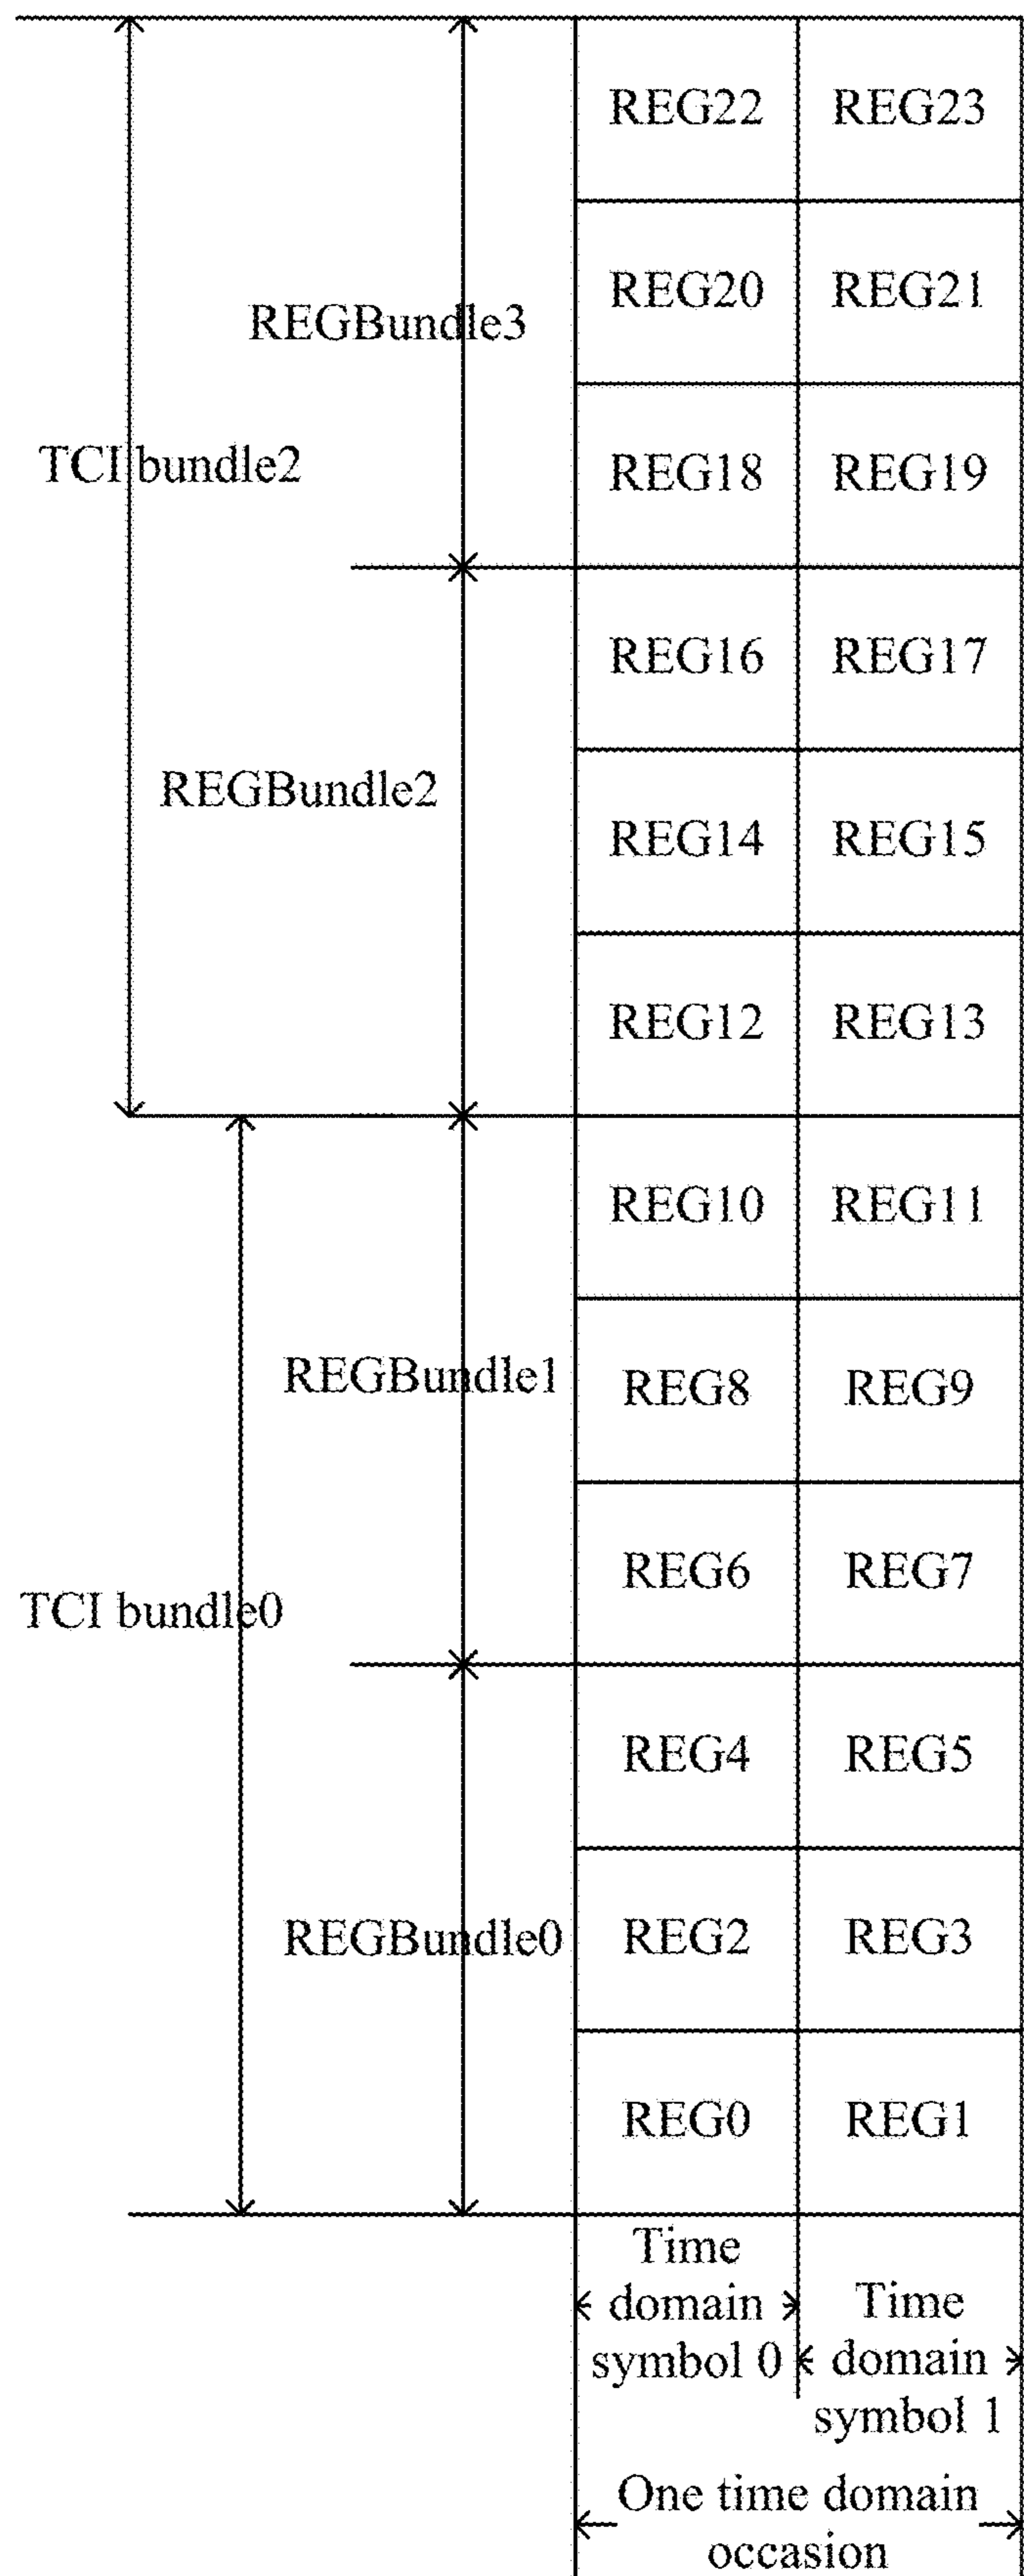 REG22 REG23
REG20 REG21
REGBundle3
TCI bundle2
REG18 REG19
REG16 REG17
REGBundle2
REG14 REG15
REG12 REG13
REG10 REG11
REGBundle1
REG8 REG9
REG6 REG7
TCI bundle0
REG4 REG5
REGBundle0
REG2 REG3
REG0 REG1
Time
domain
symbol 0
Time
domain
symbol 1
One time domain
occasion